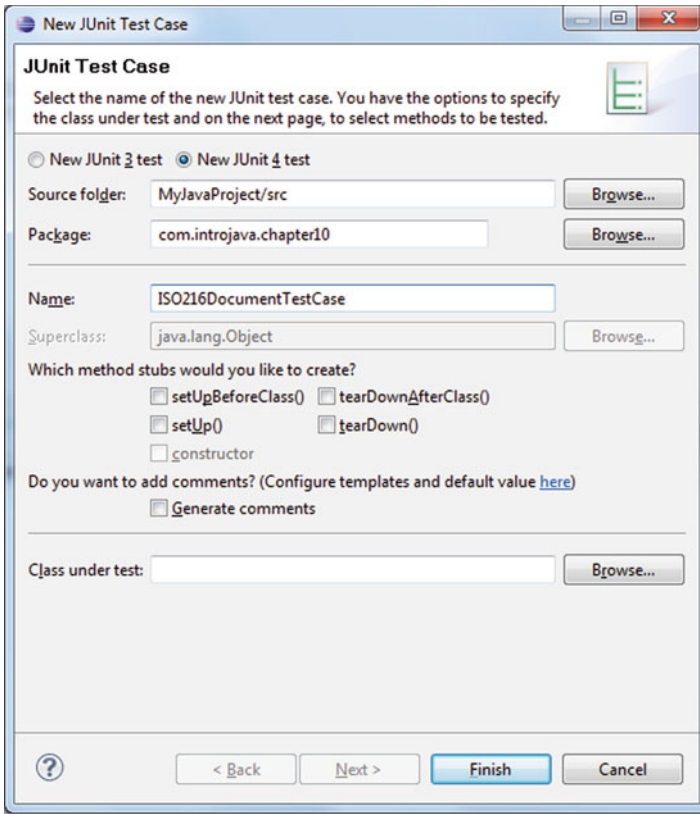 New JUnit Test Case
JUnit Test Case
Select the name of the new JUnit test case. You have the options to specify
the class under test and on the next page, to select methods to be tested.
New JUnit 3 test New JUnit 4 test
Source folder: MyJavaProject/src Browse...
Package: com.introjava.chapter10 Browse...
Name: ISO216DocumentTestCase
Superclass: java.lang.Object Browse...
Which method stubs would you like to create?
setUpBeforeClass() tearDownAfterClass()
setUp() tearDown()
constructor
Do you want to add comments? (Configure templates and default value here)
Generate comments
Class under test: Browse...
? < Back Next > Finish Cancel